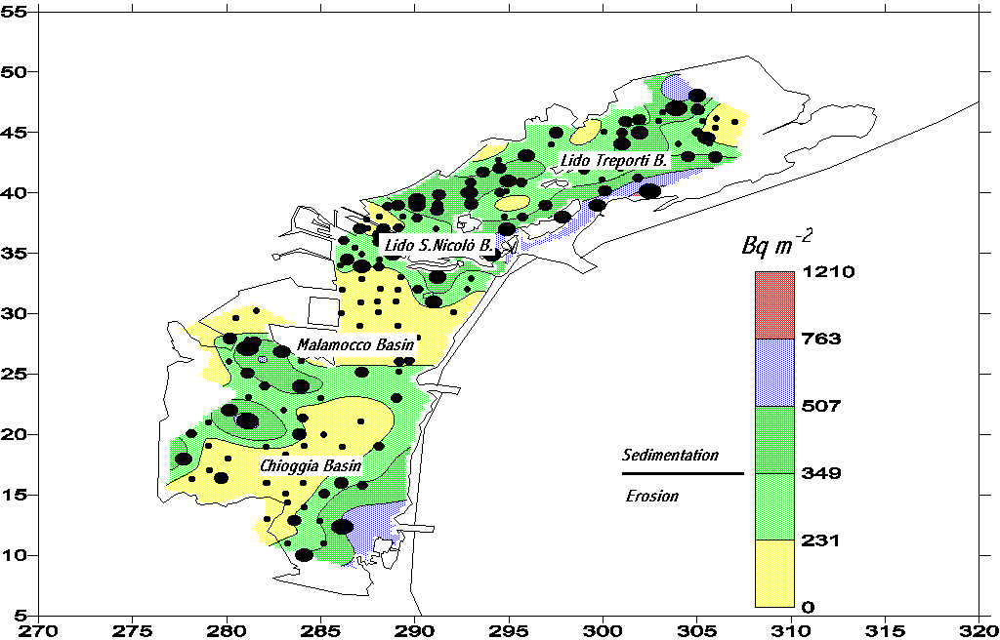 55
50
45
40
35
30
25
20
15
10
5
270 275 280 285 290 295 300 305 310 315 320
Lido Treporti B.
Lido S.Nicolò B.
Malamocco Basin
Chioggia Basin
Bq m-2
1210
763
507
349
231
0
Sedimentation
Erosion